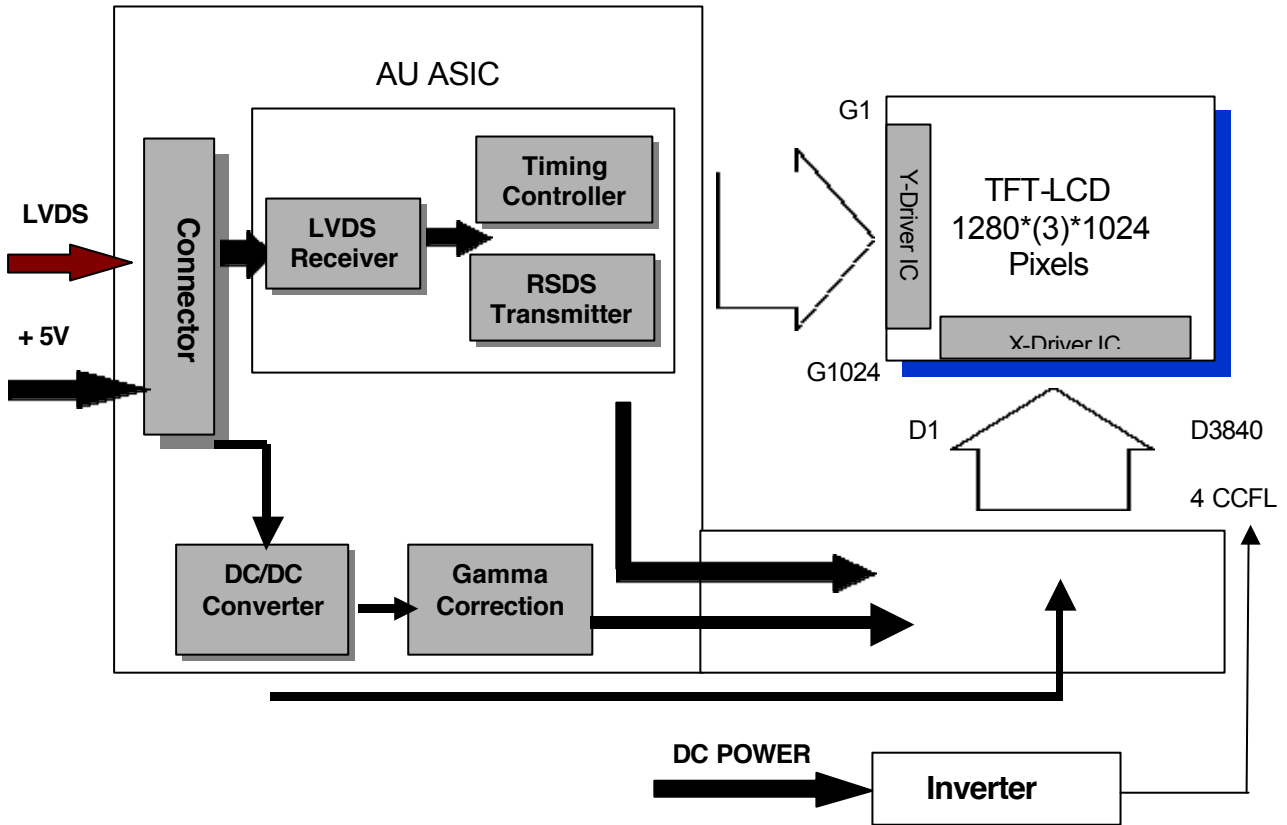 AU ASIC
LVDS
+ 5V
Connector
LVDS
Receiver
Timing
Controller
RSDS
Transmitter
DC/DC
Converter
Gamma
Correction
G1
Y-Driver IC
TFT-LCD
1280*(3)*1024
Pixels
X-Driver IC
G1024
D1
D3840
4 CCFL
DC POWER
Inverter